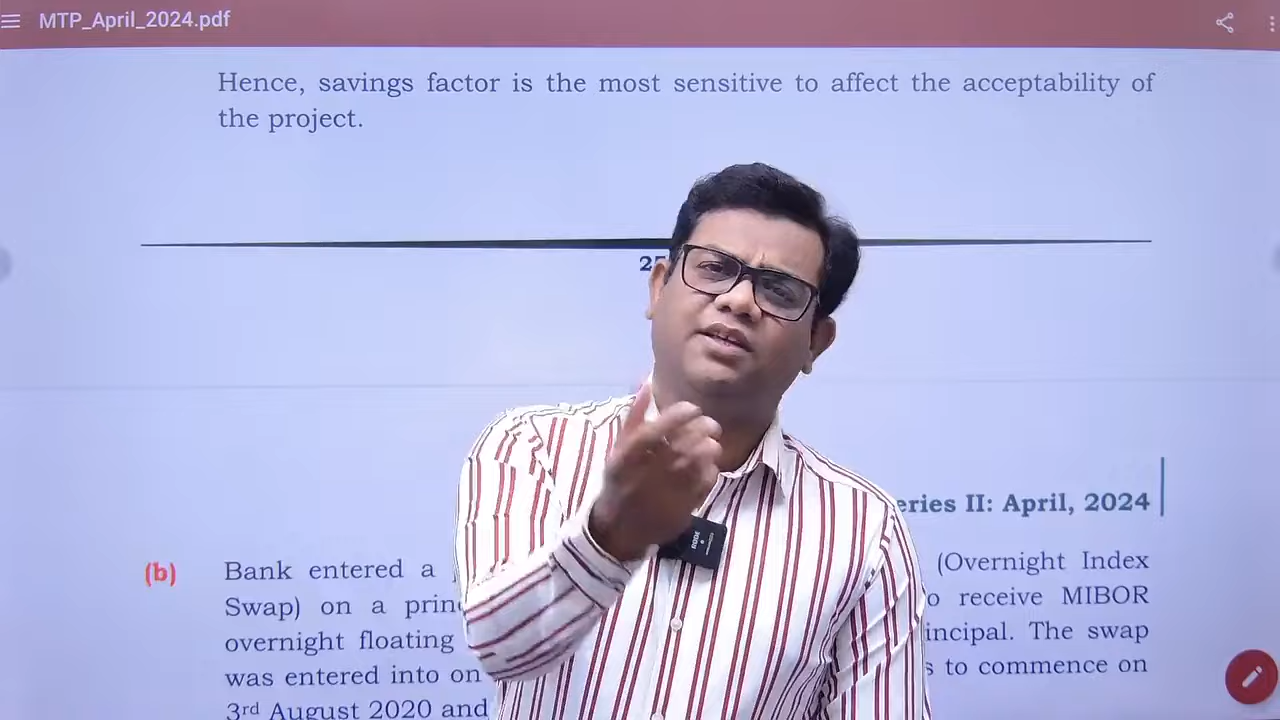 MTP_April_2024.pdf
Hence, savings factor is the most sensitive to affect the acceptability of
the project.
25
eries II: April, 2024
(b) Bank entered a (Overnight Index
Swap) on a prin o receive MIBOR
overnight floating incipal. The swap
was entered into on s to commence on
3rd August 2020 and
RODE